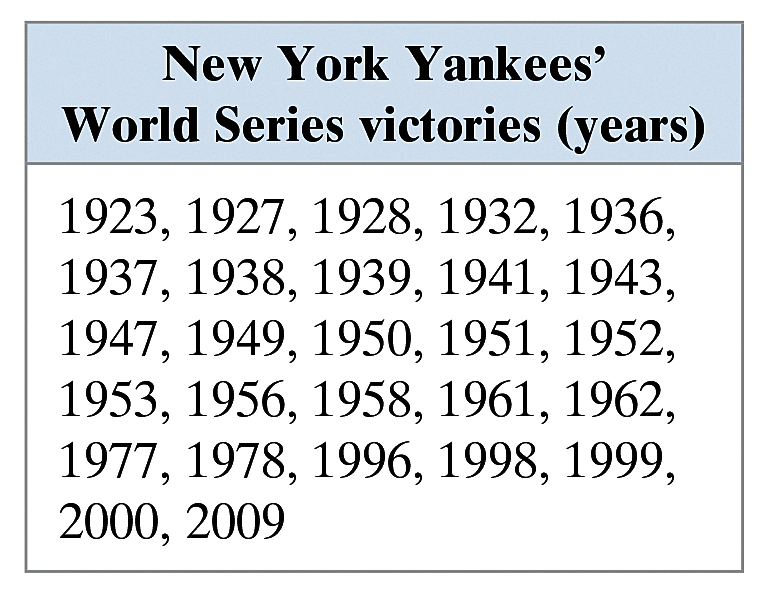 New York Yankees’
World Series victories (years)
1923, 1927, 1928, 1932, 1936,
1937, 1938, 1939, 1941, 1943,
1947, 1949, 1950, 1951, 1952,
1953, 1956, 1958, 1961, 1962,
1977, 1978, 1996, 1998, 1999,
2000, 2009